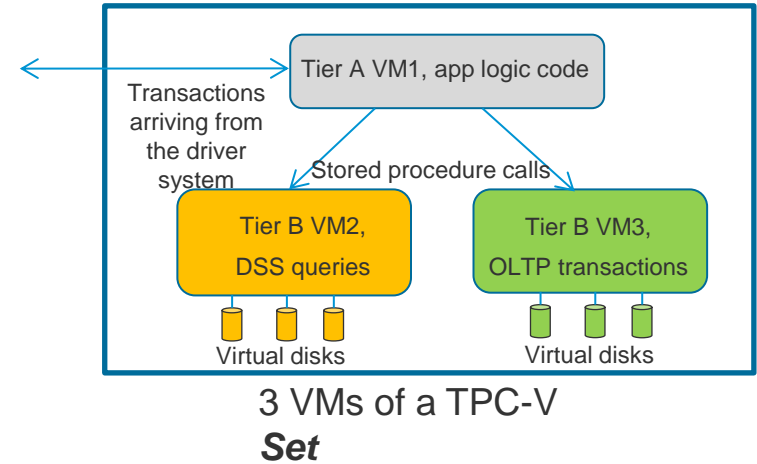 Tier A VM1, app logic code
Transactions
arriving from
the driver
system
Stored procedure calls
Tier B VM2,
DSS queries
Tier B VM3,
OLTP transactions
Virtual disks
Virtual disks
3 VMs of a TPC-V
Set